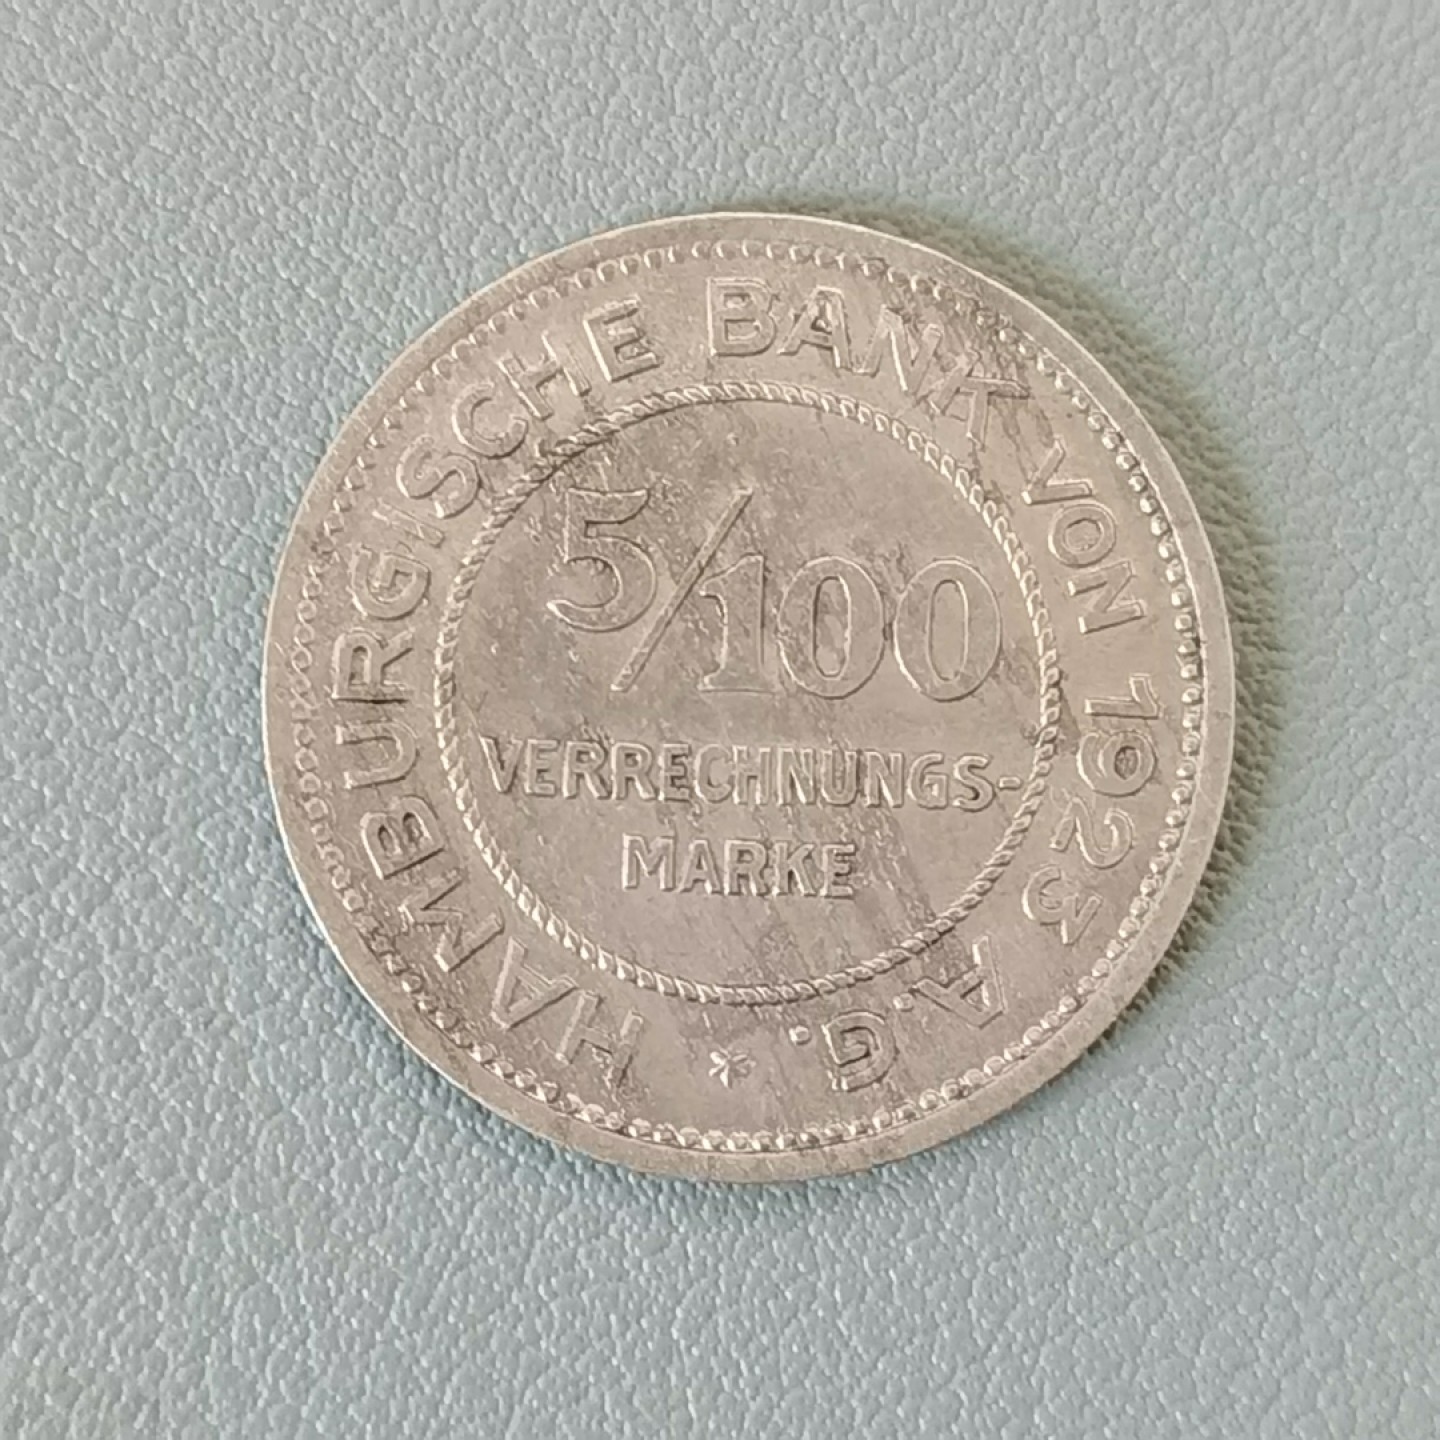 HAMBURGISCHE BANK VON 1923 A.G.
5/100
VERRECHNUNGS-
MARKE